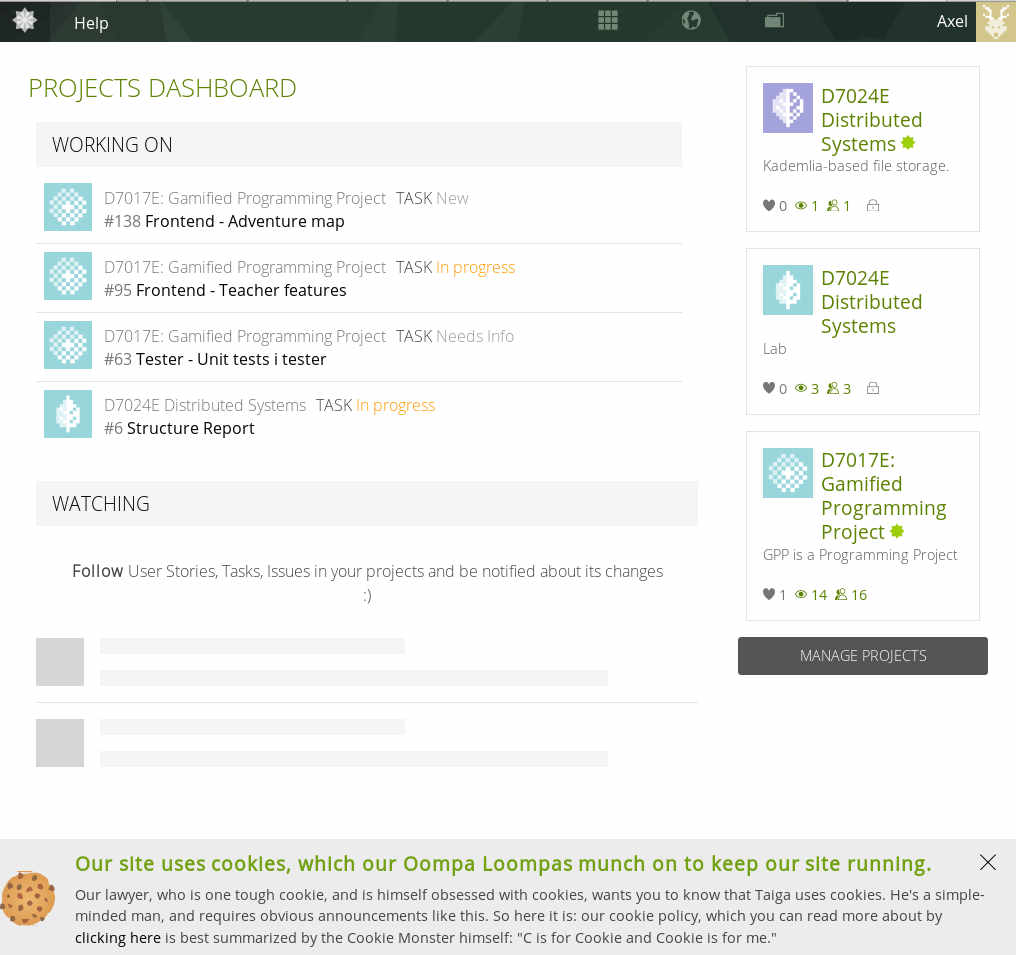 Help
Axel
PROJECTS DASHBOARD
WORKING ON
D7017E: Gamified Programming Project TASK New
#138 Frontend - Adventure map
D7017E: Gamified Programming Project TASK In progress
#95 Frontend - Teacher features
D7017E: Gamified Programming Project TASK Needs Info
#63 Tester - Unit tests i tester
D7024E Distributed Systems TASK In progress
#6 Structure Report
WATCHING
Follow User Stories, Tasks, Issues in your projects and be notified about its changes
:)
D7024E
Distributed
Systems
Kademlia-based file storage.
0 1 1
D7024E
Distributed
Systems
Lab
0 3 3
D7017E:
Gamified
Programming
Project
GPP is a Programming Project
1 14 16
MANAGE PROJECTS
Our site uses cookies, which our Oompa Loompas munch on to keep our site running.
Our lawyer, who is one tough cookie, and is himself obsessed with cookies, wants you to know that Taiga uses cookies. He's a simple-
minded man, and requires obvious announcements like this. So here it is: our cookie policy, which you can read more about by
clicking here is best summarized by the Cookie Monster himself: "C is for Cookie and Cookie is for me."